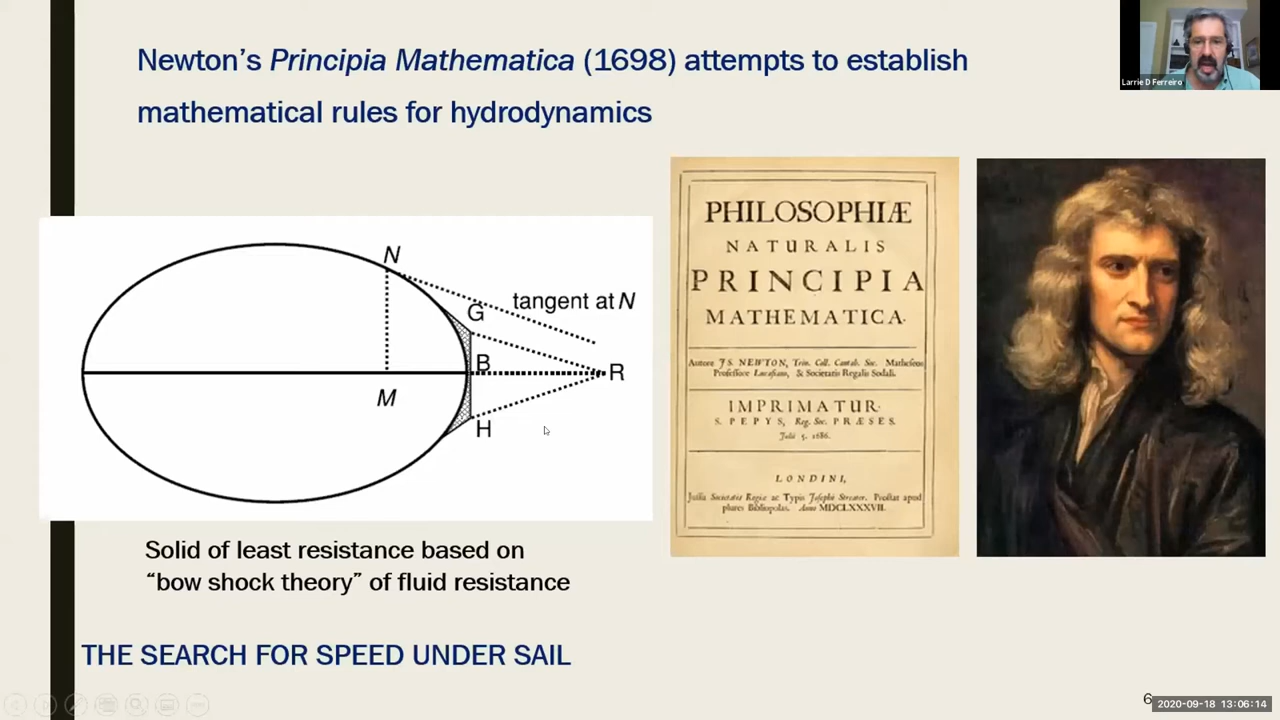 Newton's Principia Mathematica (1698) attempts to establish
mathematical rules for hydrodynamics
Larrie D Ferreiro
N
tangent at N
G
B
R
M
H
PHILOSOPHIÆ
NATURALIS
PRINCIPIA
MATHEMATICA.
Autore JS. NEWTON, Trin. Coll. Cantab. Soc. Matheseos
Professore Lucasiano, & Societatis Regalis Sodali.
IMPRIMATUR.
S. PEPYS, Reg. Soc. PRÆSES.
Julii 5. 1686.
LONDINI,
Jussu Societatis Regiæ ac Typis Josephi Streater. Prostat apud
plures Bibliopolas. Anno MDCLXXXVII.
Solid of least resistance based on
“bow shock theory” of fluid resistance
THE SEARCH FOR SPEED UNDER SAIL
6
2020-09-18 13:06:14